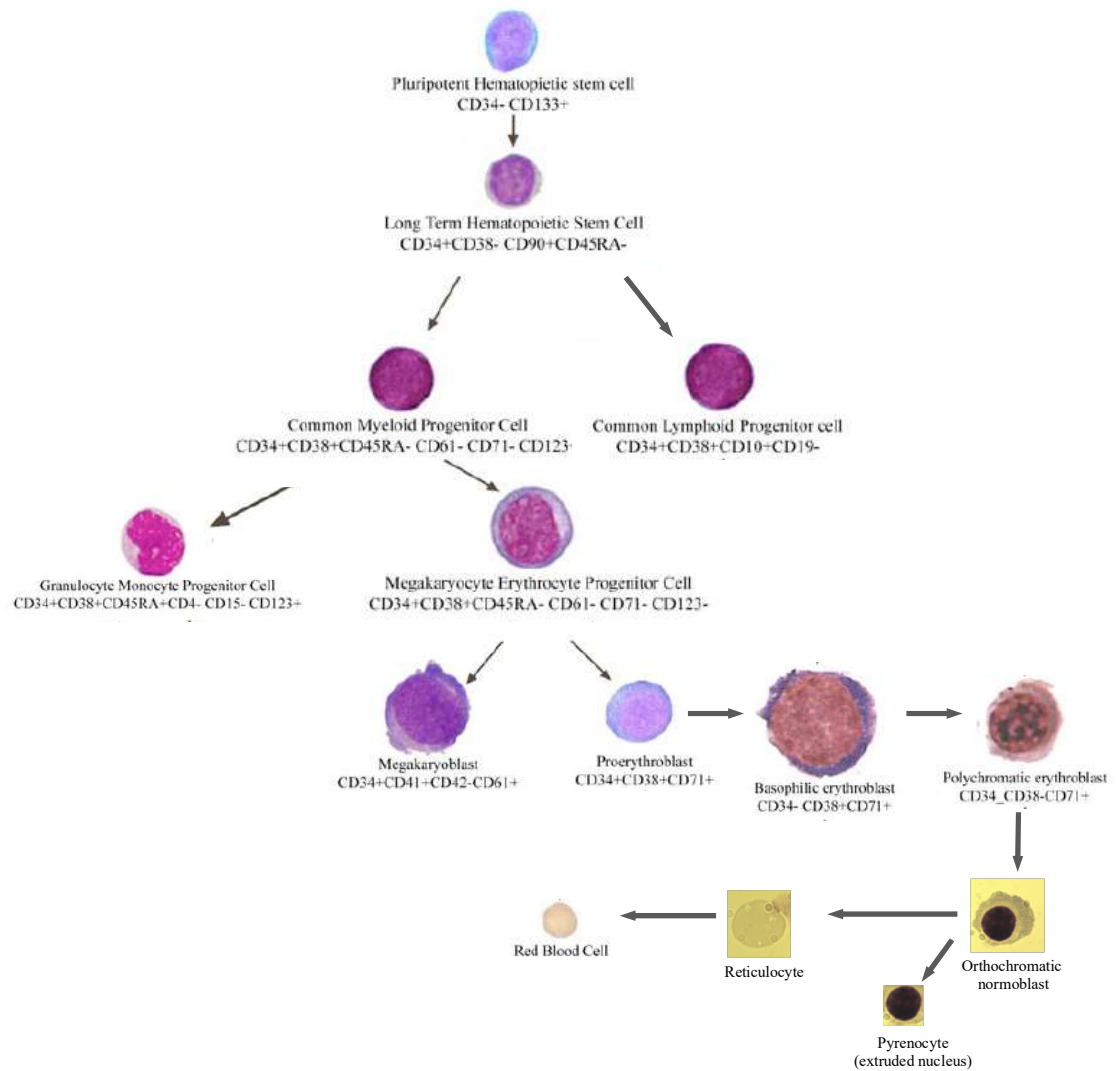 Pluripotent Hematopietic stem cell
CD34- CD133+
Long Term Hematopoietic Stem Cell
CD34+CD38- CD90+CD45RA-
Common Myeloid Progenitor Cell
CD34+CD38+CD45RA- CD61- CD71- CD123-
Common Lymphoid Progenitor cell
CD34+CD38+CD10+CD19-
Granulocyte Monocyte Progenitor Cell
CD34+CD38+CD45RA+CD4- CD15- CD123+
Megakaryocyte Erythrocyte Progenitor Cell
CD34+CD38+CD45RA- CD61- CD71- CD123-
Megakaryoblast
CD34+CD41+CD42-CD61+
Proerythroblast
CD34+CD38+CD71+
Basophilic erythroblast
CD34- CD38+CD71+
Polychromatic erythroblast
CD34_CD38-CD71+
Red Blood Cell
Reticulocyte
Orthochromatic
normoblast
Pyrenocyte
(extruded nucleus)